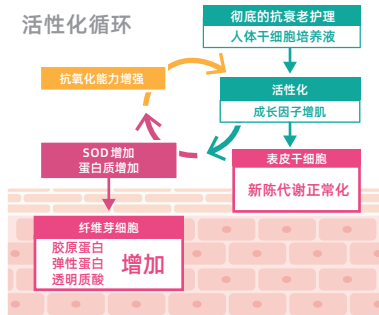 活性化循环
彻底的抗衰老护理
人体干细胞培养液
抗氧化能力增强
活性化
成长因子增肌
SOD增加
蛋白质增加
表皮干细胞
新陈代谢正常化
纤维芽细胞
胶原蛋白
弹性蛋白
透明质酸
增加